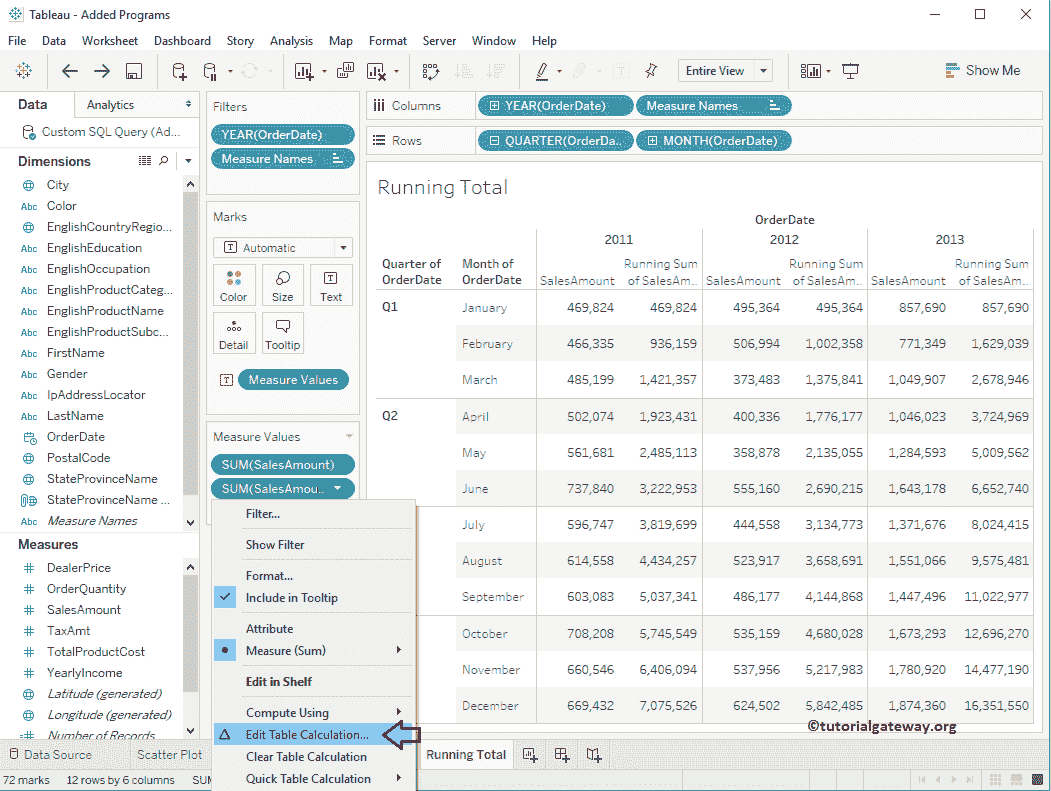 Tableau - Added Programs
File Data Worksheet Dashboard Story Analysis Map Format Server Window Help
Entire View
Show Me
Data Analytics
Custom SQL Query (Ad...
Dimensions
City
Color
EnglishCountryRegio...
EnglishEducation
EnglishOccupation
EnglishProductCateg...
EnglishProductName
EnglishProductSubc...
FirstName
Gender
IpAddressLocator
LastName
OrderDate
PostalCode
StateProvinceName
StateProvinceName ...
Measure Names
Measures
DealerPrice
OrderQuantity
SalesAmount
TaxAmt
TotalProductCost
YearlyIncome
Latitude (generated)
Longitude (generated)
Number of Records
Filters
YEAR(OrderDate)
Measure Names
Marks
Automatic
Color Size Text
Detail Tooltip
Measure Values
Measure Values
SUM(SalesAmount)
SUM(SalesAmou..
Filter...
Show Filter
Format...
Include in Tooltip
Attribute
Measure (Sum)
Edit in Shelf
Compute Using
Edit Table Calculation...
Clear Table Calculation
Quick Table Calculation
Columns YEAR(OrderDate) Measure Names
Rows QUARTER(OrderDa.. MONTH(OrderDate)
Running Total
OrderDate
2011 2012 2013
Quarter of Month of Running Sum Running Sum Running Sum
OrderDate OrderDate SalesAmount of SalesAm.. SalesAmount of SalesAm.. SalesAmount of SalesAm..
Q1 January 469,824 469,824 495,364 495,364 857,690 857,690
February 466,335 936,159 506,994 1,002,358 771,349 1,629,039
March 485,199 1,421,357 373,483 1,375,841 1,049,907 2,678,946
Q2 April 502,074 1,923,431 400,336 1,776,177 1,046,023 3,724,969
May 561,681 2,485,113 358,878 2,135,055 1,284,593 5,009,562
June 737,840 3,222,953 555,160 2,690,215 1,643,178 6,652,740
July 596,747 3,819,699 444,558 3,134,773 1,371,676 8,024,415
August 614,558 4,434,257 523,917 3,658,691 1,551,066 9,575,481
September 603,083 5,037,341 486,177 4,144,868 1,447,496 11,022,977
October 708,208 5,745,549 535,159 4,680,028 1,673,293 12,696,270
November 660,546 6,406,094 537,956 5,217,983 1,780,920 14,477,190
December 669,432 7,075,526 624,502 5,842,485 1,874,360 16,351,550
©tutorialgateway.org
Data Source Scatter Plot Running Total
72 marks 12 rows by 6 columns SUM